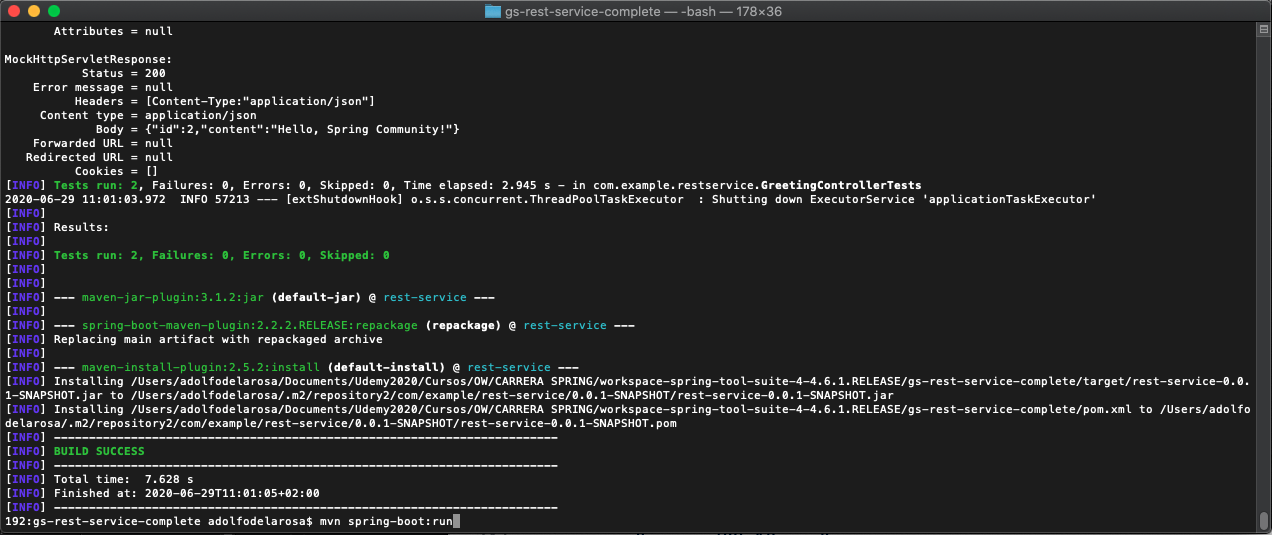 gs-rest-service-complete — -bash — 178×36
Attributes = null
MockHttpServletResponse:
Status = 200
Error message = null
Headers = [Content-Type:"application/json"]
Content type = application/json
Body = {"id":2,"content":"Hello, Spring Community!"}
Forwarded URL = null
Redirected URL = null
Cookies = []
[INFO] Tests run: 2, Failures: 0, Errors: 0, Skipped: 0, Time elapsed: 2.945 s - in com.example.restservice.GreetingControllerTests
2020-06-29 11:01:03.972  INFO 57213 --- [extShutdownHook] o.s.s.concurrent.ThreadPoolTaskExecutor  : Shutting down ExecutorService 'applicationTaskExecutor'
[INFO]
[INFO] Results:
[INFO]
[INFO] Tests run: 2, Failures: 0, Errors: 0, Skipped: 0
[INFO]
[INFO]
[INFO] --- maven-jar-plugin:3.1.2:jar (default-jar) @ rest-service ---
[INFO]
[INFO] --- spring-boot-maven-plugin:2.2.2.RELEASE:repackage (repackage) @ rest-service ---
[INFO] Replacing main artifact with repackaged archive
[INFO]
[INFO] --- maven-install-plugin:2.5.2:install (default-install) @ rest-service ---
[INFO] Installing /Users/adolfodelarosa/Documents/Udemy2020/Cursos/OW/CARRERA SPRING/workspace-spring-tool-suite-4-4.6.1.RELEASE/gs-rest-service-complete/target/rest-service-0.0.
1-SNAPSHOT.jar to /Users/adolfodelarosa/.m2/repository2/com/example/rest-service/0.0.1-SNAPSHOT/rest-service-0.0.1-SNAPSHOT.jar
[INFO] Installing /Users/adolfodelarosa/Documents/Udemy2020/Cursos/OW/CARRERA SPRING/workspace-spring-tool-suite-4-4.6.1.RELEASE/gs-rest-service-complete/pom.xml to /Users/adolfo
delarosa/.m2/repository2/com/example/rest-service/0.0.1-SNAPSHOT/rest-service-0.0.1-SNAPSHOT.pom
[INFO] ------------------------------------------------------------------------
[INFO] BUILD SUCCESS
[INFO] ------------------------------------------------------------------------
[INFO] Total time:  7.628 s
[INFO] Finished at: 2020-06-29T11:01:05+02:00
[INFO] ------------------------------------------------------------------------
192:gs-rest-service-complete adolfodelarosa$ mvn spring-boot:run